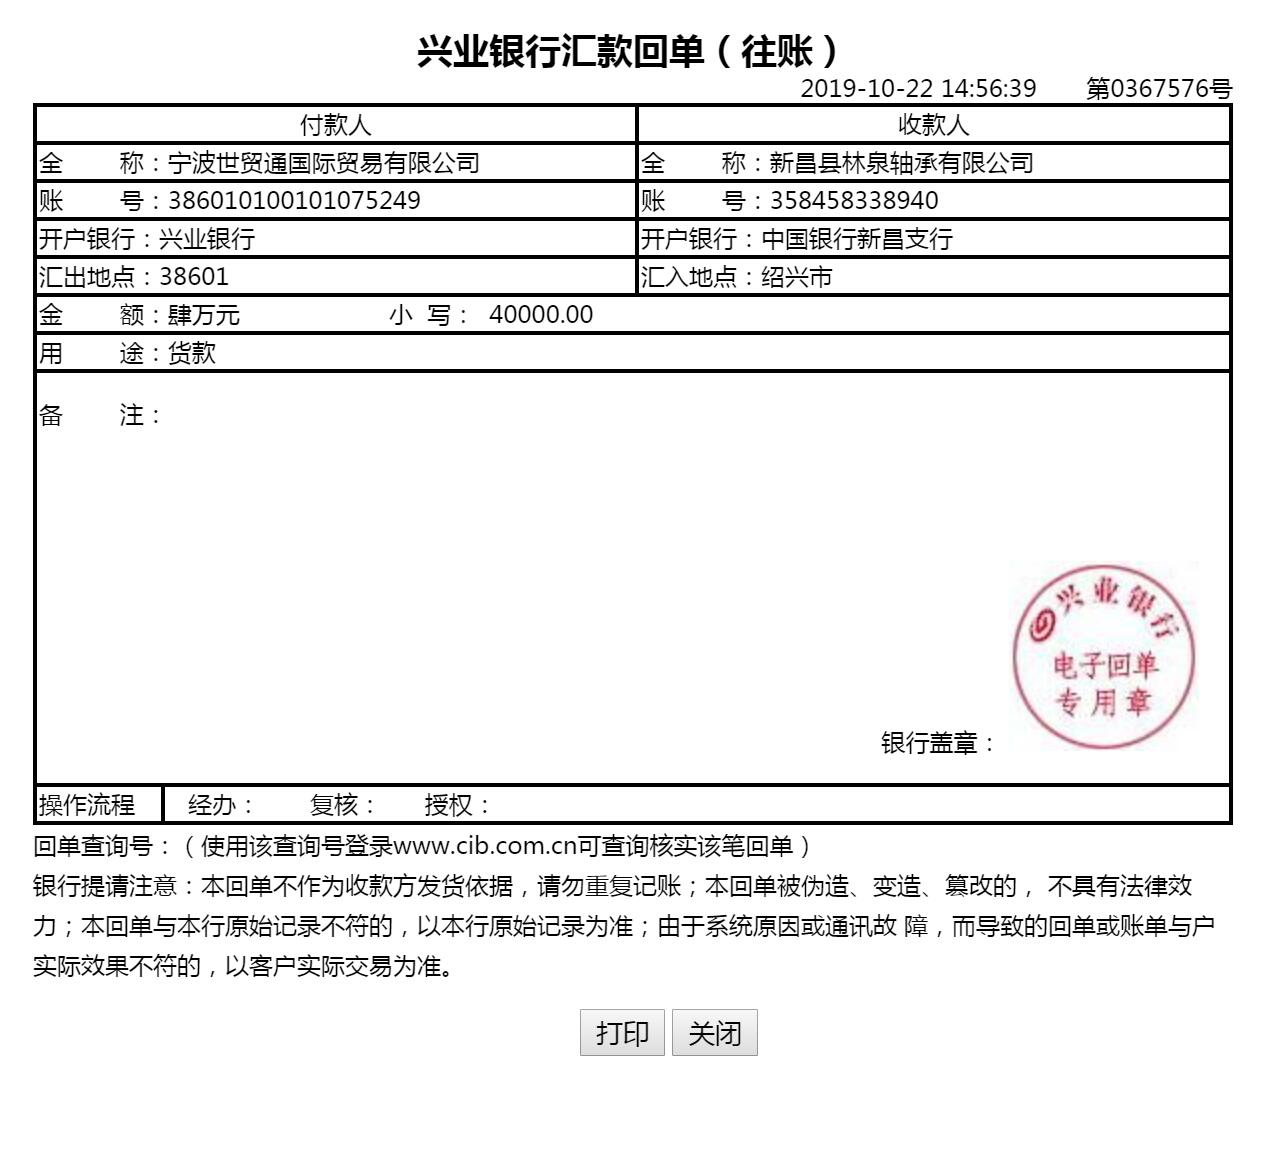 兴业银行汇款回单（往账）
2019-10-22 14:56:39 第0367576号
付款人 收款人
全 称：宁波世贸通国际贸易有限公司 全 称：新昌县林泉轴承有限公司
账 号：386010100101075249 账 号：358458338940
开户银行：兴业银行 开户银行：中国银行新昌支行
汇出地点：38601 汇入地点：绍兴市
金 额：肆万元 小 写： 40000.00
用 途：货款
备 注：
兴业银行
电子回单
专用章
银行盖章：
操作流程 经办： 复核： 授权：
回单查询号：（使用该查询号登录www.cib.com.cn可查询核实该笔回单）
银行提请注意：本回单不作为收款方发货依据，请勿重复记账；本回单被伪造、变造、篡改的， 不具有法律效
力；本回单与本行原始记录不符的，以本行原始记录为准；由于系统原因或通讯故 障，而导致的回单或账单与户
实际效果不符的，以客户实际交易为准。
打印 关闭